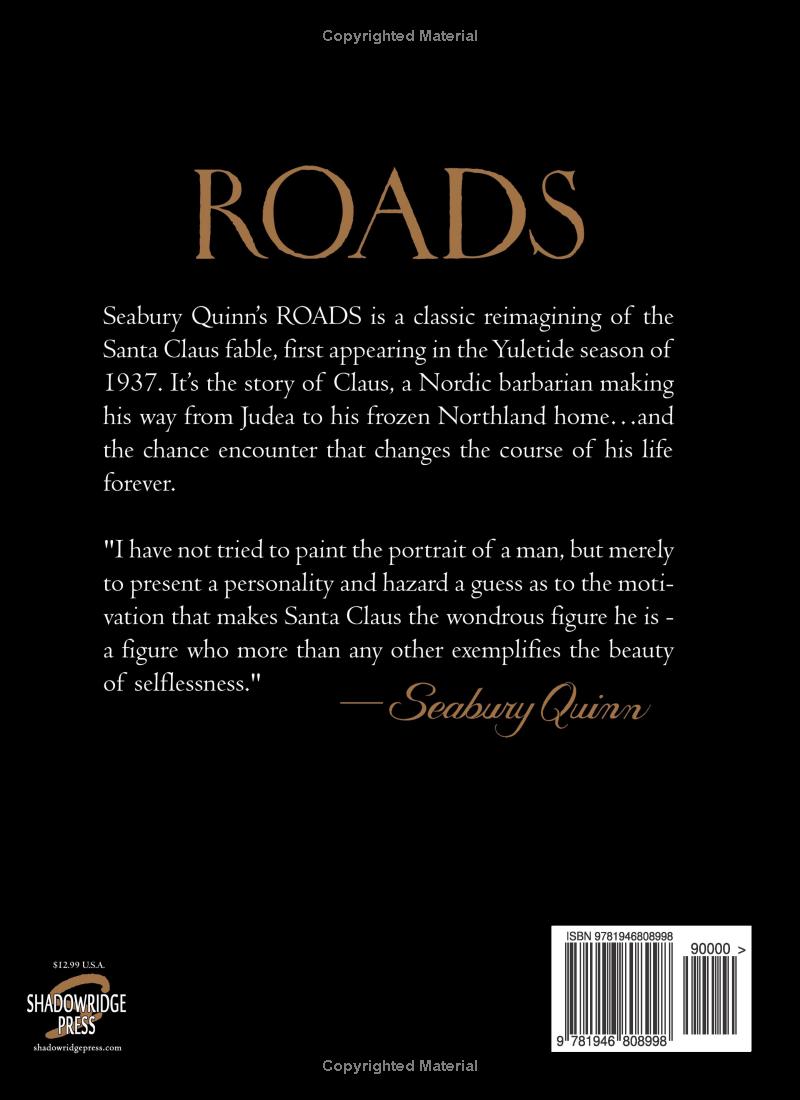 Copyrighted Material
ROADS
Seabury Quinn's ROADS is a classic reimagining of the
Santa Claus fable, first appearing in the Yuletide season of
1937. It's the story of Claus, a Nordic barbarian making
his way from Judea to his frozen Northland home…and
the chance encounter that changes the course of his life
forever.
"I have not tried to paint the portrait of a man, but merely
to present a personality and hazard a guess as to the moti-
vation that makes Santa Claus the wondrous figure he is -
a figure who more than any other exemplifies the beauty
of selflessness."
— Seabury Quinn
$12.99 U.S.A.
SHADOWRIDGE
PRESS
shadowridgepress.com
ISBN 9781946808998
90000 >
9 781946 808998
Copyrighted Material